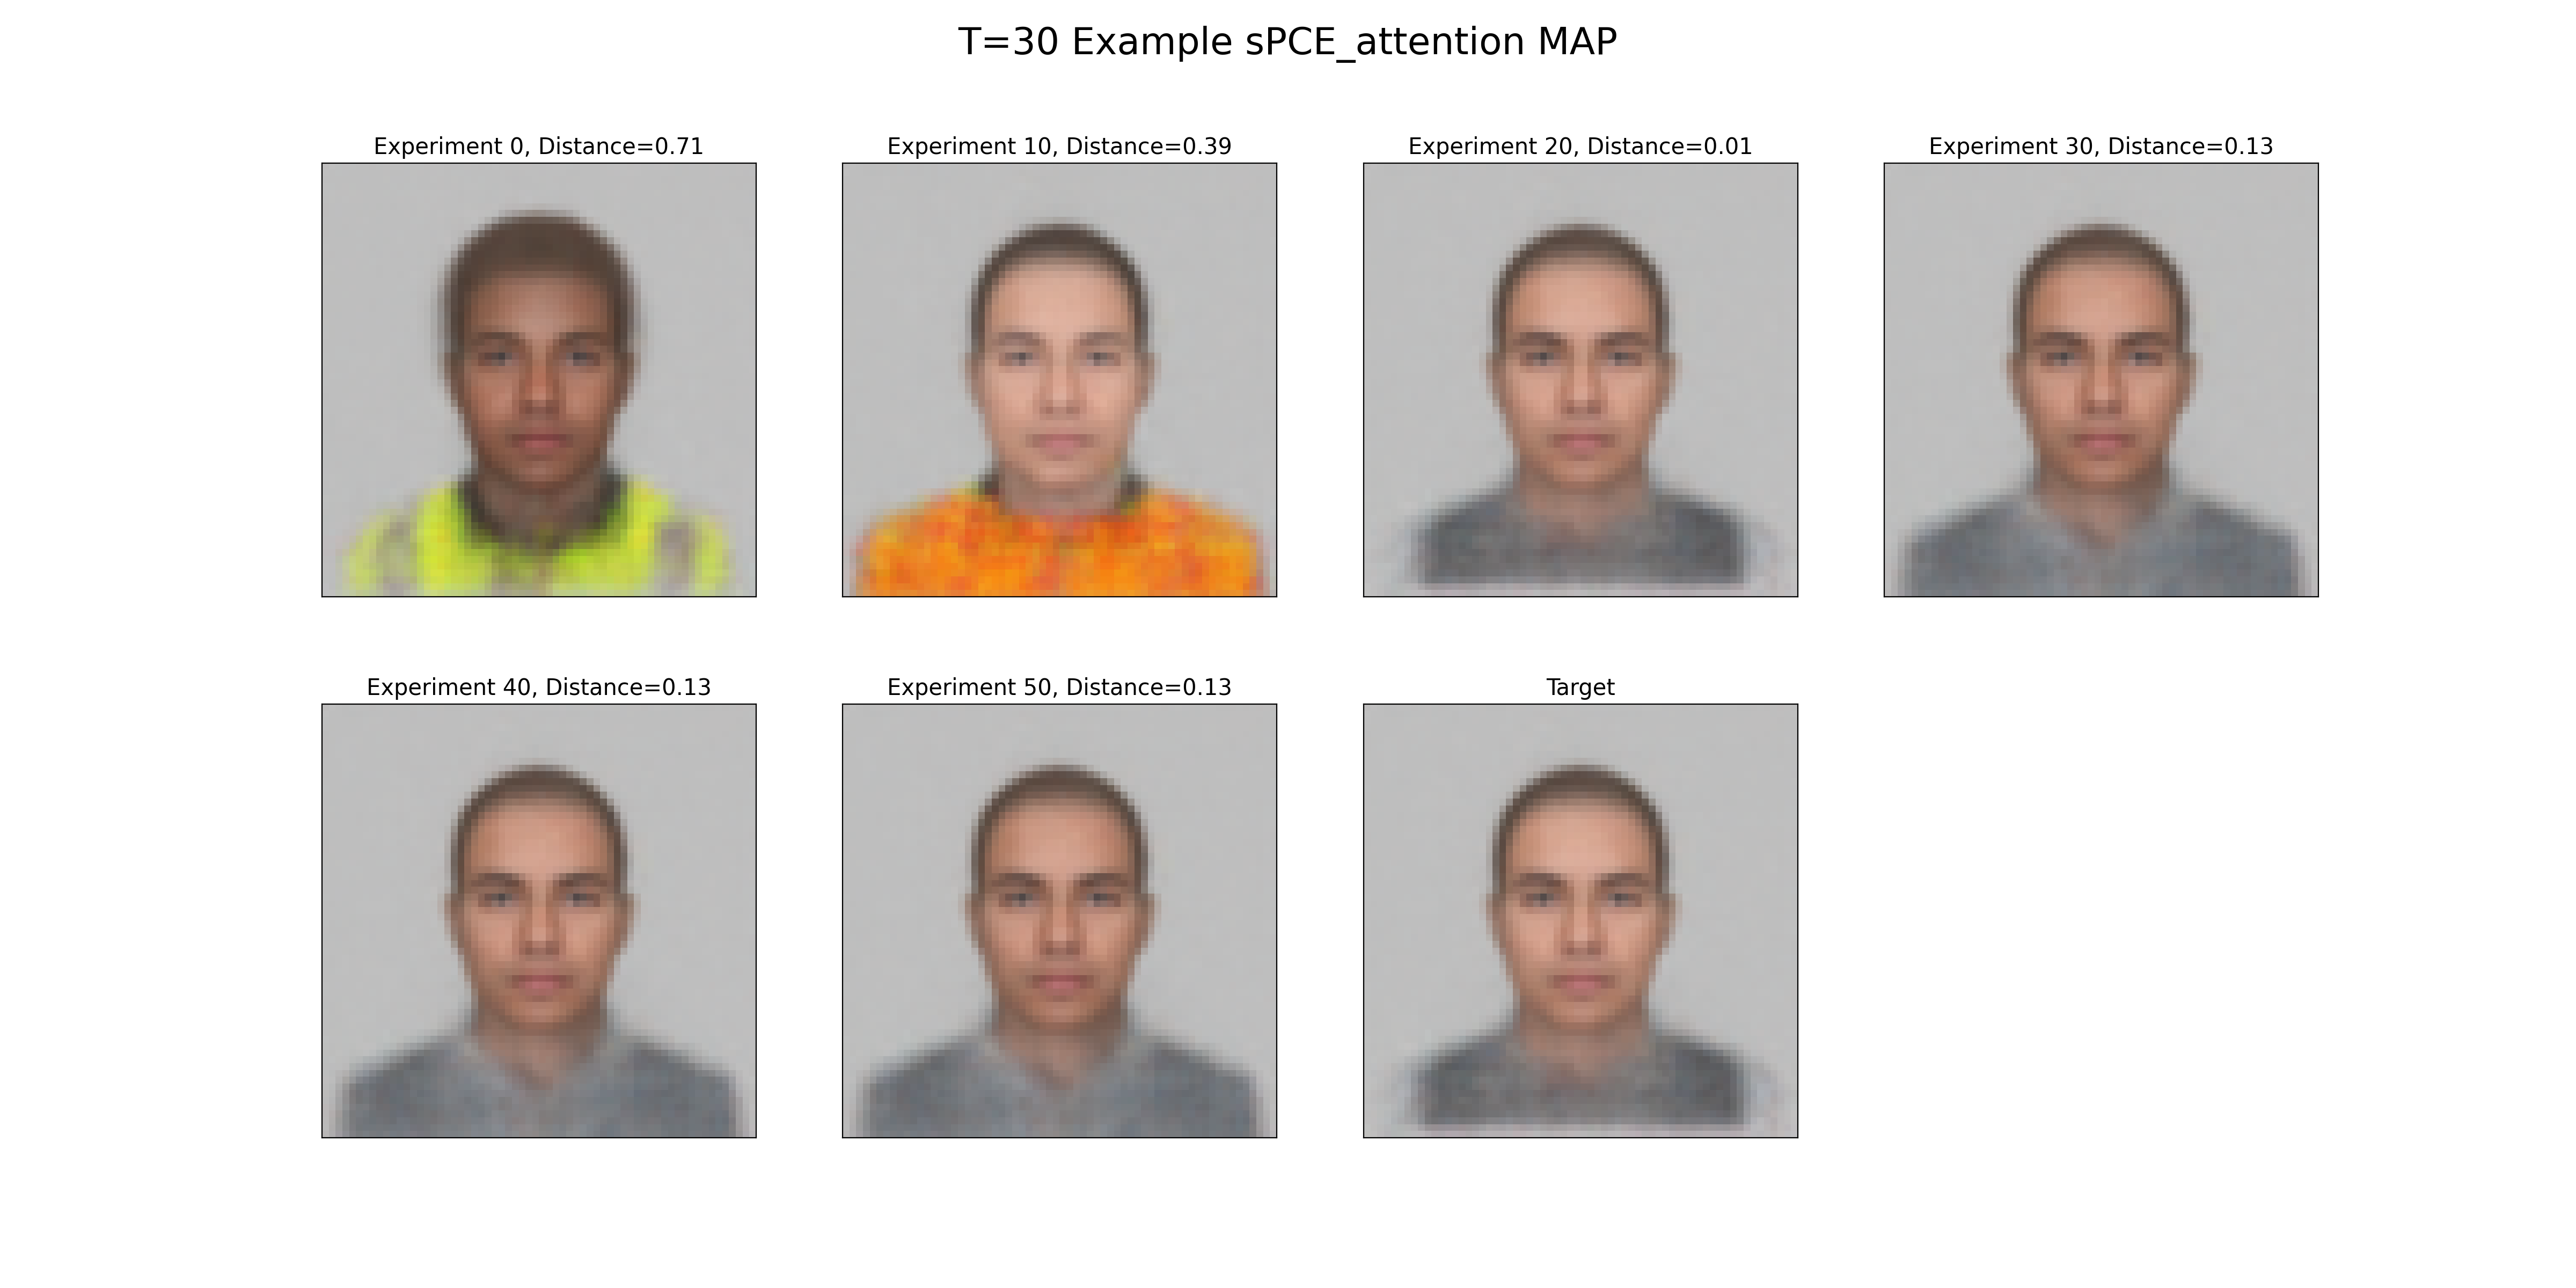 T=30 Example sPCE_attention MAP
Experiment 0, Distance=0.71
Experiment 10, Distance=0.39
Experiment 20, Distance=0.01
Experiment 30, Distance=0.13
Experiment 40, Distance=0.13
Experiment 50, Distance=0.13
Target